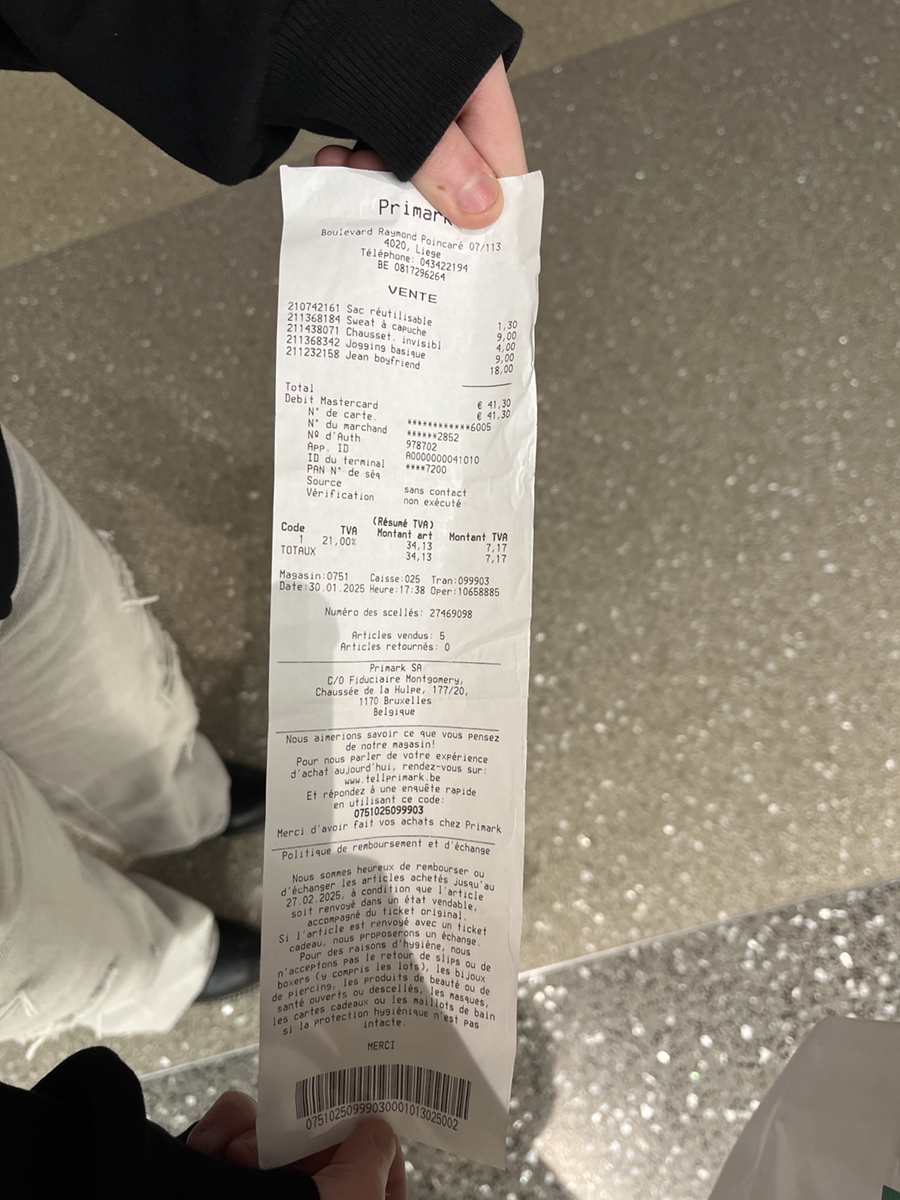 Primark
Boulevard Raymond Poincaré 07/113
4020, Liege
Téléphone: 043422194
BE 0817296264
VENTE
210742161 Sac réutilisable 1,30
211368184 Sweat à capuche 9,00
211438071 Chausset. invisibl 4,00
211368342 Jogging basique 9,00
211232158 Jean boyfriend 18,00
Total € 41,30
Debit Mastercard € 41,30
N° de carte. ************6005
N° du marchand ******2852
Nº d'Auth 978702
App. ID A0000000041010
ID du terminal ****7200
PAN N° de séq
Source sans contact
Vérification non exécuté
(Résumé TVA)
Code TVA Montant art Montant TVA
1 21,00% 34,13 7,17
TOTAUX 34,13 7,17
Magasin:0751 Caisse:025 Tran:099903
Date:30.01.2025 Heure:17:38 Oper:10658885
Numéro des scellés: 27469098
Articles vendus: 5
Articles retournés: 0
Primark SA
C/O Fiduciaire Montgomery,
Chaussée de la Hulpe, 177/20,
1170 Bruxelles
Belgique
Nous aimerions savoir ce que vous pensez
de notre magasin!
Pour nous parler de votre expérience
d'achat aujourd'hui, rendez-vous sur:
www.tellprimark.be
Et répondez à une enquête rapide
en utilisant ce code:
0751025099903
Merci d'avoir fait vos achats chez Primark
Politique de remboursement et d'échange
Nous sommes heureux de rembourser ou
d'échanger les articles achetés jusqu'au
27.02.2025, à condition que l'article
soit renvoyé dans un état vendable,
accompagné du ticket original.
Si l'article est renvoyé avec un ticket
cadeau, nous proposerons un échange.
Pour des raisons d'hygiène, nous
n'acceptons pas le retour de slips ou de
boxers (y compris les lots), les bijoux
de piercing, les produits de beauté ou de
santé ouverts ou descellés, les masques,
les cartes cadeaux ou les maillots de bain
si la protection hygiénique n'est pas
intacte.
MERCI
07510250999030001013025002